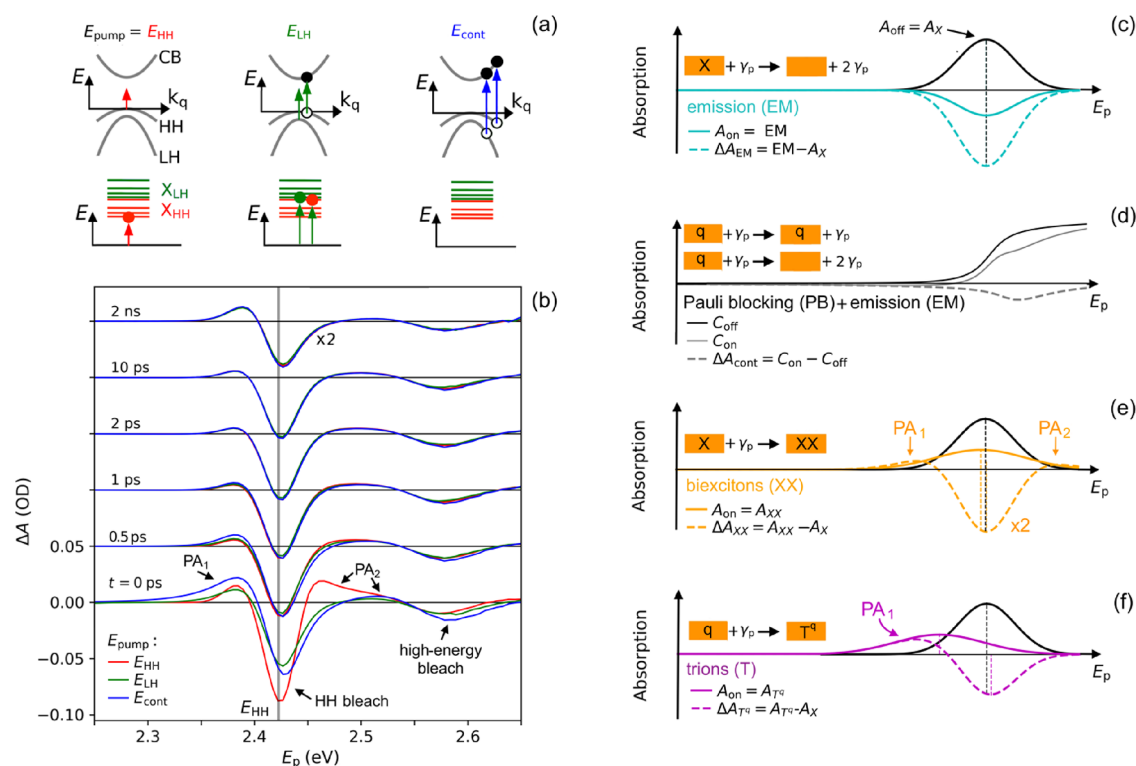 (a)
E_pump = E_HH
E_LH
E_cont
CB
E
k_q
HH
LH
E
k_q
E
k_q
X_LH
X_HH
E
E
E
(b)
2 ns
x2
10 ps
2 ps
1 ps
0.5 ps
t = 0 ps
PA₁
PA₂
high-energy
bleach
HH bleach
E_HH
E_pump :
E_HH
E_LH
E_cont
ΔA (OD)
0.05
0.00
−0.05
−0.10
2.3 2.4 2.5 2.6
E_p (eV)
(c)
A_off = A_X
X + γ_p → + 2 γ_p
emission (EM)
A_on = EM
ΔA_EM = EM−A_X
Absorption
E_p
(d)
q + γ_p → q + γ_p
q + γ_p → + 2 γ_p
Pauli blocking (PB)+emission (EM)
C_off
C_on
ΔA_cont = C_on − C_off
Absorption
E_p
(e)
PA₁
PA₂
X + γ_p → XX
biexcitons (XX)
A_on = A_XX
ΔA_XX = A_XX −A_X
x2
Absorption
E_p
(f)
PA₁
q + γ_p → T^q
trions (T)
A_on = A_T^q
ΔA_T^q = A_T^q-A_X
Absorption
E_p